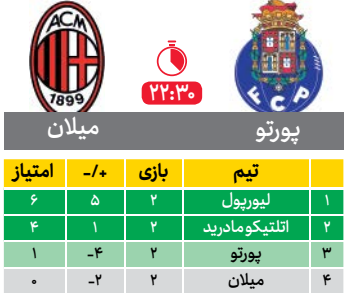 ACM
1899
FCP
۲۲:۳۰
پورتو میلان
تیم بازی +/- امتیاز
۱ لیورپول ۲ ۵ ۶
۲ اتلتیکومادرید ۲ ۱ ۴
۳ پورتو ۲ ۴- ۱
۴ میلان ۲ ۲- ۰